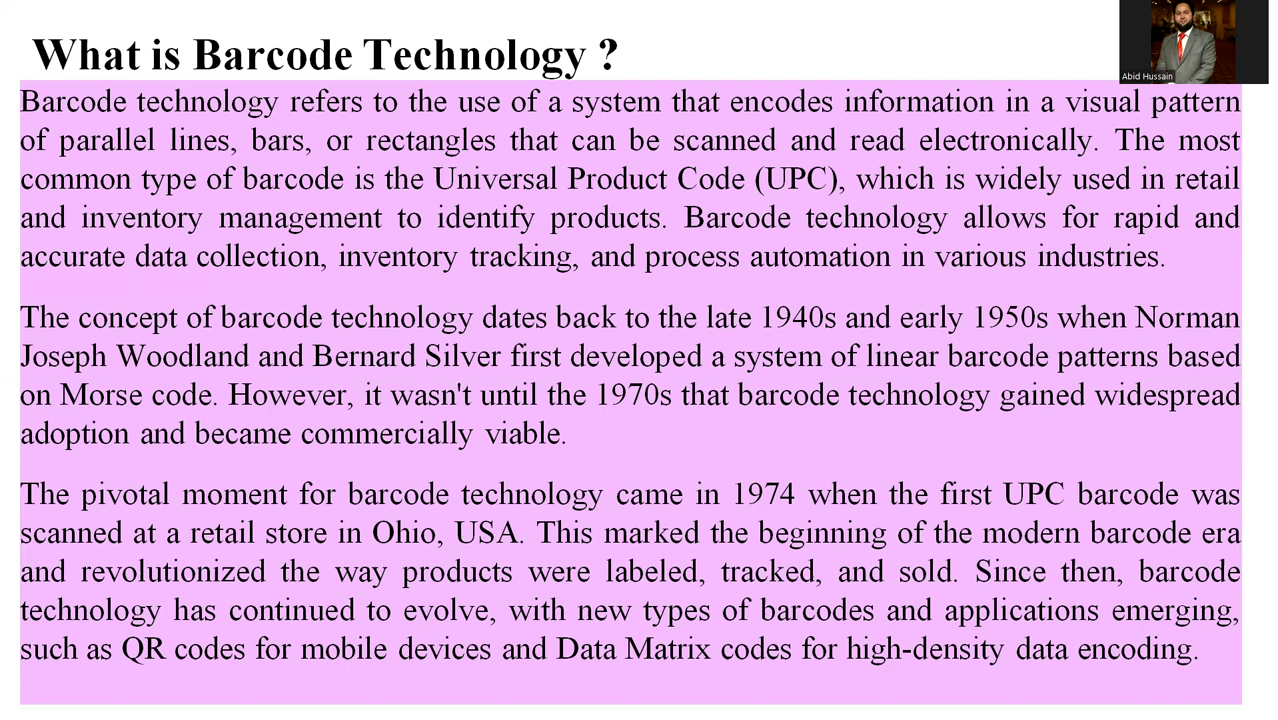 What is Barcode Technology ?
Abid Hussain
Barcode technology refers to the use of a system that encodes information in a visual pattern
of parallel lines, bars, or rectangles that can be scanned and read electronically. The most
common type of barcode is the Universal Product Code (UPC), which is widely used in retail
and inventory management to identify products. Barcode technology allows for rapid and
accurate data collection, inventory tracking, and process automation in various industries.
The concept of barcode technology dates back to the late 1940s and early 1950s when Norman
Joseph Woodland and Bernard Silver first developed a system of linear barcode patterns based
on Morse code. However, it wasn't until the 1970s that barcode technology gained widespread
adoption and became commercially viable.
The pivotal moment for barcode technology came in 1974 when the first UPC barcode was
scanned at a retail store in Ohio, USA. This marked the beginning of the modern barcode era
and revolutionized the way products were labeled, tracked, and sold. Since then, barcode
technology has continued to evolve, with new types of barcodes and applications emerging,
such as QR codes for mobile devices and Data Matrix codes for high-density data encoding.